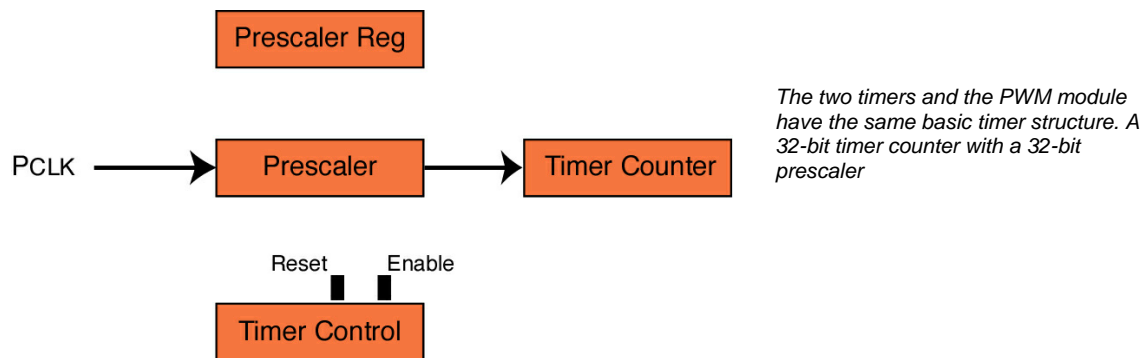 Prescaler Reg
The two timers and the PWM module
have the same basic timer structure. A
32-bit timer counter with a 32-bit
prescaler
PCLK
Prescaler
Timer Counter
Reset
Enable
Timer Control